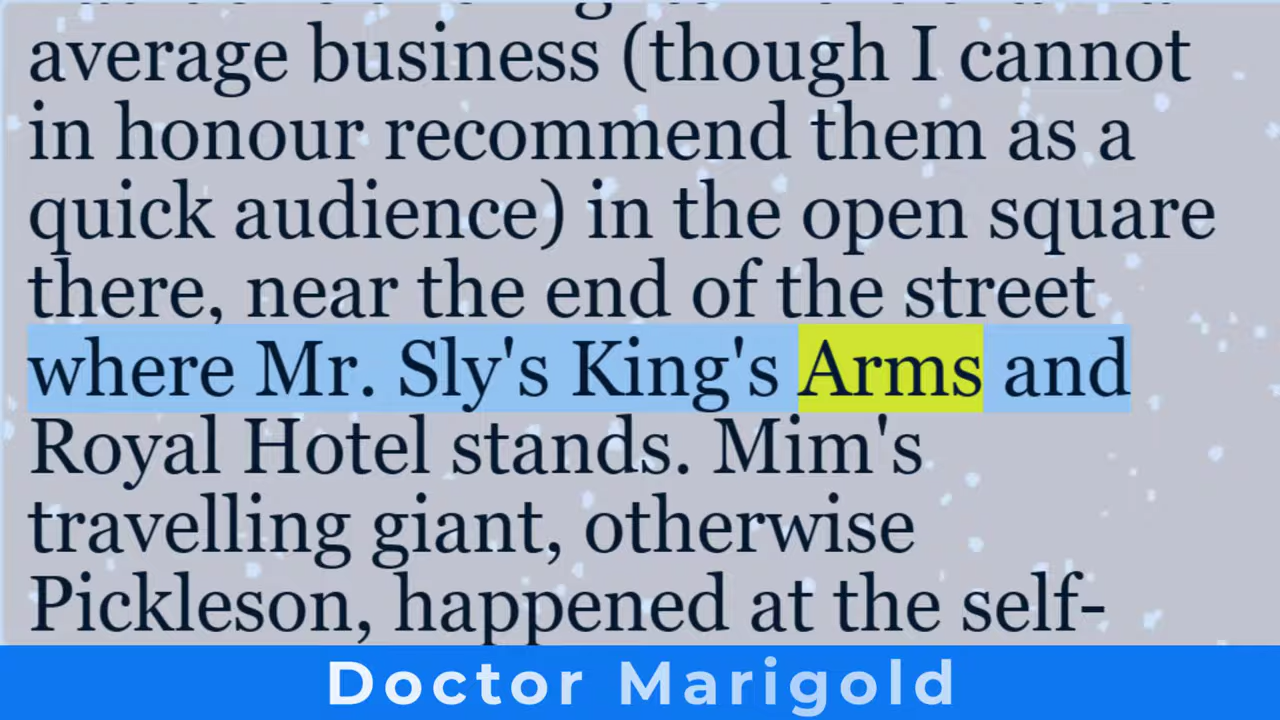 average business (though I cannot
in honour recommend them as a
quick audience) in the open square
there, near the end of the street
where Mr. Sly's King's Arms and
Royal Hotel stands. Mim's
travelling giant, otherwise
Pickleson, happened at the self-
Doctor Marigold